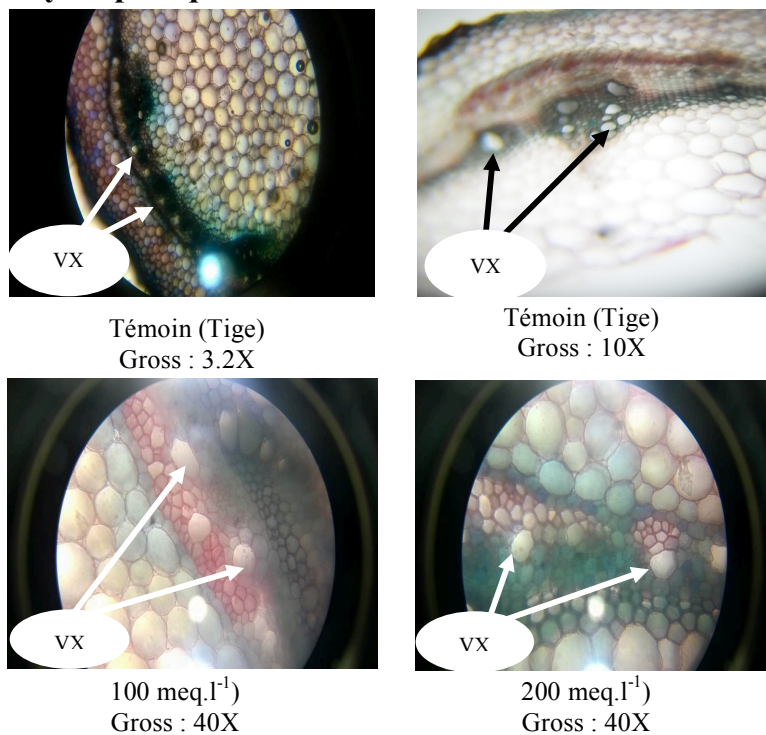 VX
VX
Témoin (Tige)
Gross : 3.2X
Témoin (Tige)
Gross : 10X
VX
VX
100 meq.l⁻¹)
Gross : 40X
200 meq.l⁻¹)
Gross : 40X